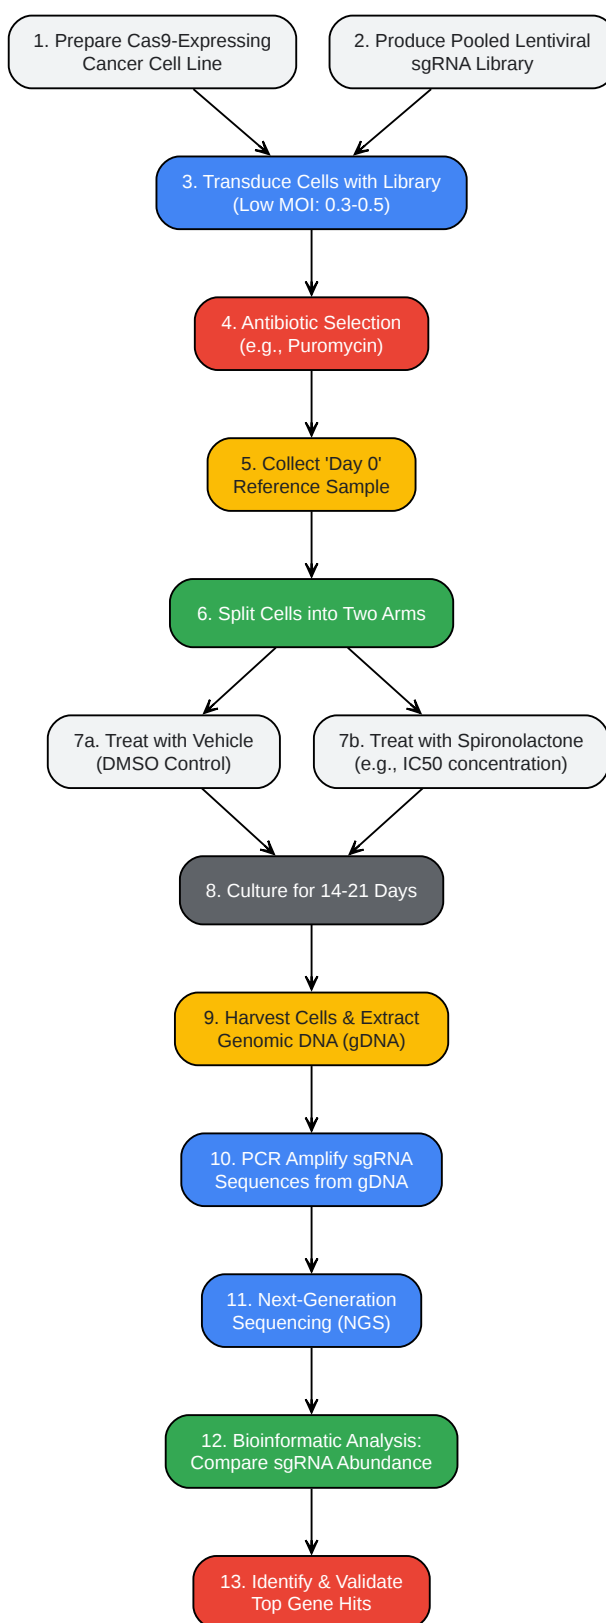 1. Prepare Cas9-Expressing
Cancer Cell Line
2. Produce Pooled Lentiviral
sgRNA Library
3. Transduce Cells with Library
(Low MOI: 0.3-0.5)
4. Antibiotic Selection
(e.g., Puromycin)
5. Collect 'Day 0'
Reference Sample
6. Split Cells into Two Arms
7a. Treat with Vehicle
(DMSO Control)
7b. Treat with Spironolactone
(e.g., IC50 concentration)
8. Culture for 14-21 Days
9. Harvest Cells & Extract
Genomic DNA (gDNA)
10. PCR Amplify sgRNA
Sequences from gDNA
11. Next-Generation
Sequencing (NGS)
12. Bioinformatic Analysis:
Compare sgRNA Abundance
13. Identify & Validate
Top Gene Hits